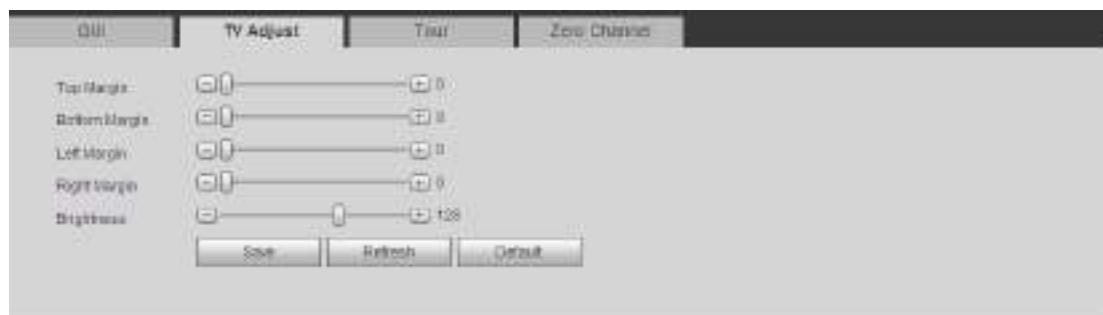 GUI TV Adjust Tour Zero Channel
Top Margin 0
Bottom Margin 0
Left Margin 0
Right Margin 0
Brightness 128
Save Refresh Default